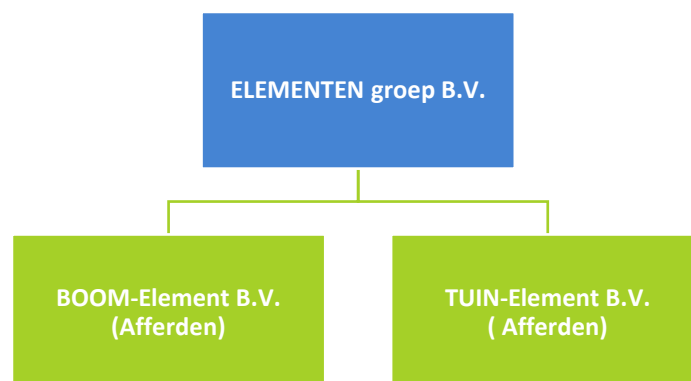 ELEMENTEN groep B.V.
BOOM-Element B.V.
(Afferden)
TUIN-Element B.V.
( Afferden)